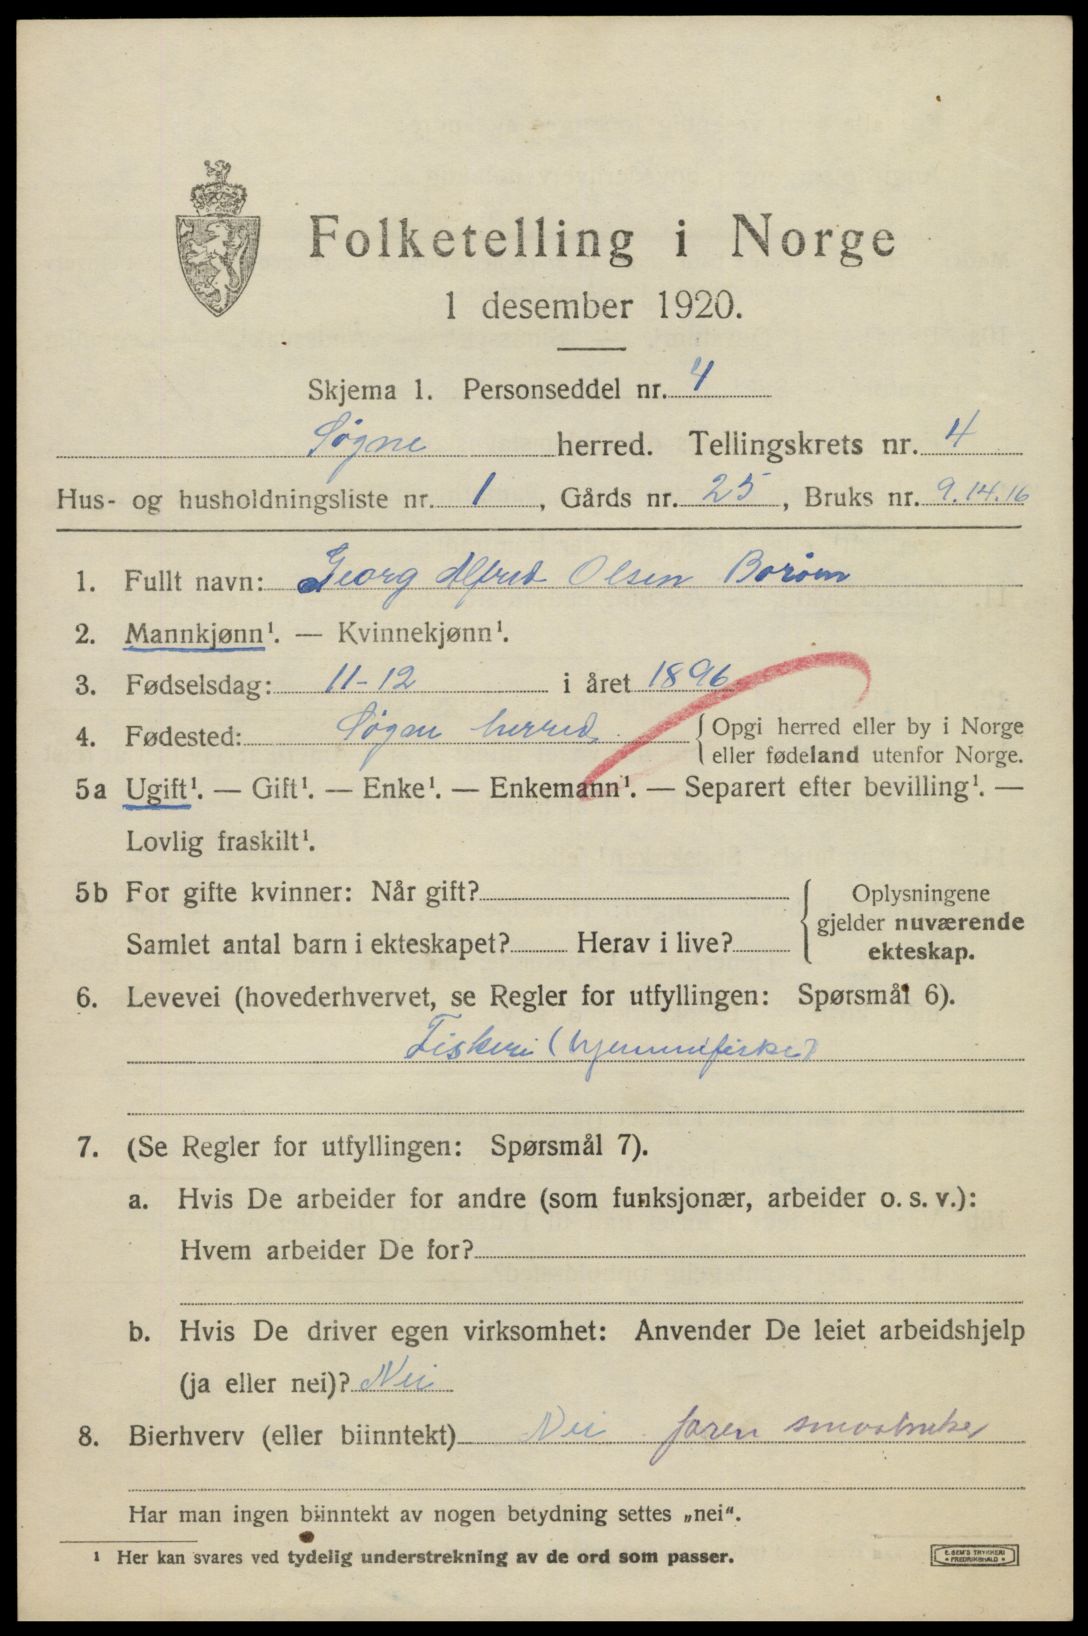 Folketelling i Norge
1 desember 1920.
Skjema 1. Personseddel nr. 4
Søgne herred. Tellingskrets nr. 4
Hus- og husholdningsliste nr. 1, Gårds nr. 25, Bruks nr. 9.14.16
1. Fullt navn: Georg Alfred Olsen Borøen
2. Mannkjønn¹. — Kvinnekjønn¹.
3. Fødselsdag: 11-12 i året 1896
4. Fødested: Søgne herred { Opgi herred eller by i Norge
eller fødeland utenfor Norge.
5a Ugift¹. — Gift¹. — Enke¹. — Enkemann¹. — Separert efter bevilling¹. —
Lovlig fraskilt¹.
5b For gifte kvinner: Når gift? { Oplysningene
gjelder nuværende
Samlet antal barn i ekteskapet? Herav i live? ekteskap.
6. Levevei (hovederhvervet, se Regler for utfyllingen: Spørsmål 6).
Fiskeri (hjemmefiske)
7. (Se Regler for utfyllingen: Spørsmål 7).
a. Hvis De arbeider for andre (som funksjonær, arbeider o. s. v.):
Hvem arbeider De for?
b. Hvis De driver egen virksomhet: Anvender De leiet arbeidshjelp
(ja eller nei)? Nei
8. Bierhverv (eller biinntekt) Nei faren smaabruker
Har man ingen biinntekt av nogen betydning settes „nei".
¹ Her kan svares ved tydelig understrekning av de ord som passer.
E. SEM'S TRYKKERI
• FREDRIKSHALD •